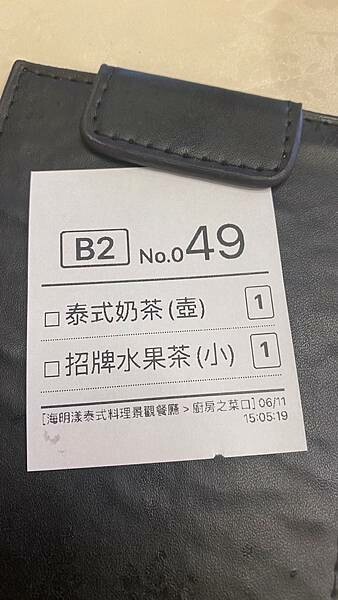 B2 No.049
□泰式奶茶(壺) 1
□招牌水果茶(小) 1
[海明漾泰式料理景觀餐廳 > 廚房之菜口] 06/11
15:05:19